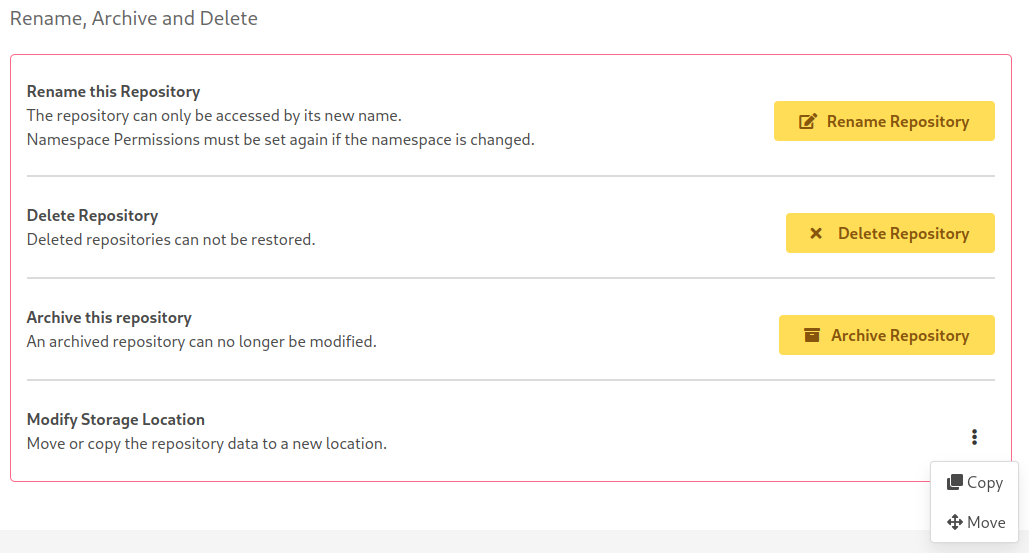 Rename, Archive and Delete
Rename this Repository
The repository can only be accessed by its new name.
Namespace Permissions must be set again if the namespace is changed.
Rename Repository
Delete Repository
Deleted repositories can not be restored.
Delete Repository
Archive this repository
An archived repository can no longer be modified.
Archive Repository
Modify Storage Location
Move or copy the repository data to a new location.
Copy
Move